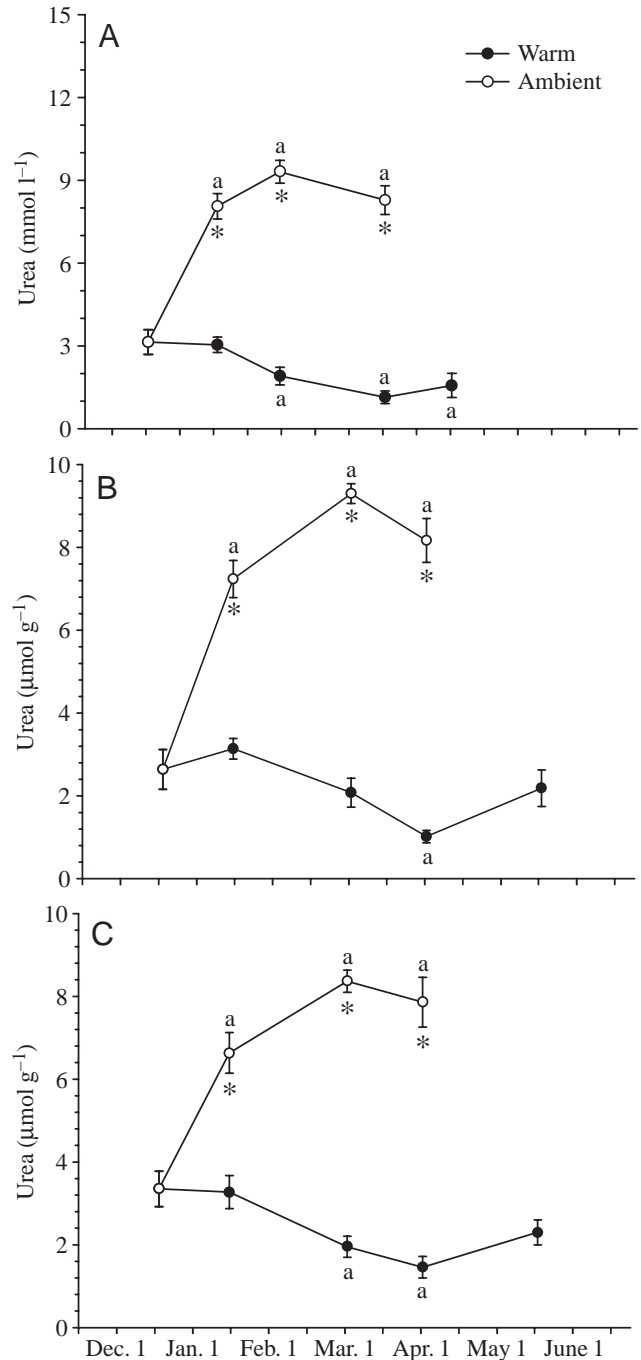 15
A
Warm
Ambient
12
a
a
a
9
*
*
*
Urea (mmol l⁻¹)
6
3
a
a
a
0
10
B
a
a
8
a
*
*
*
6
Urea (µmol g⁻¹)
4
2
a
0
10
C
a
a
8
a
*
*
*
6
Urea (µmol g⁻¹)
4
2
a
a
0
Dec. 1 Jan. 1 Feb. 1 Mar. 1 Apr. 1 May 1 June 1